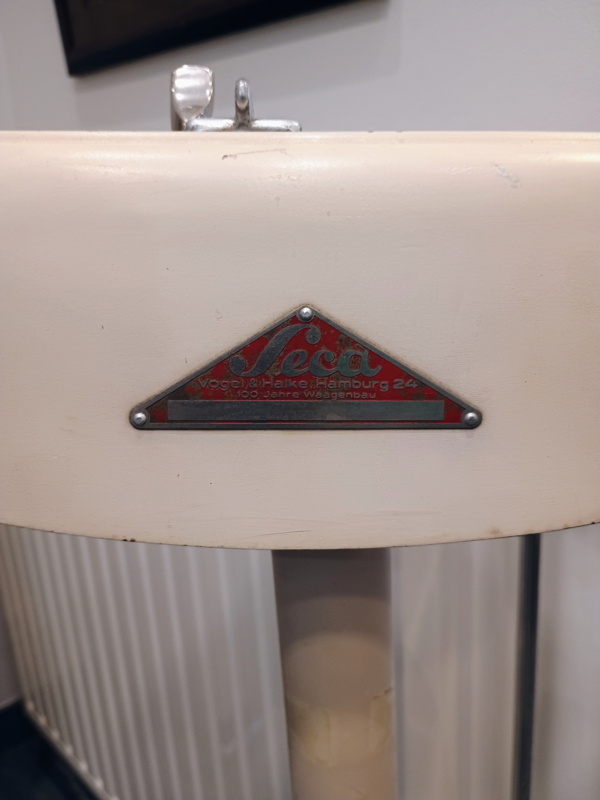 Seca
Vogel & Halke, Hamburg 24
100 Jahre Waagenbau